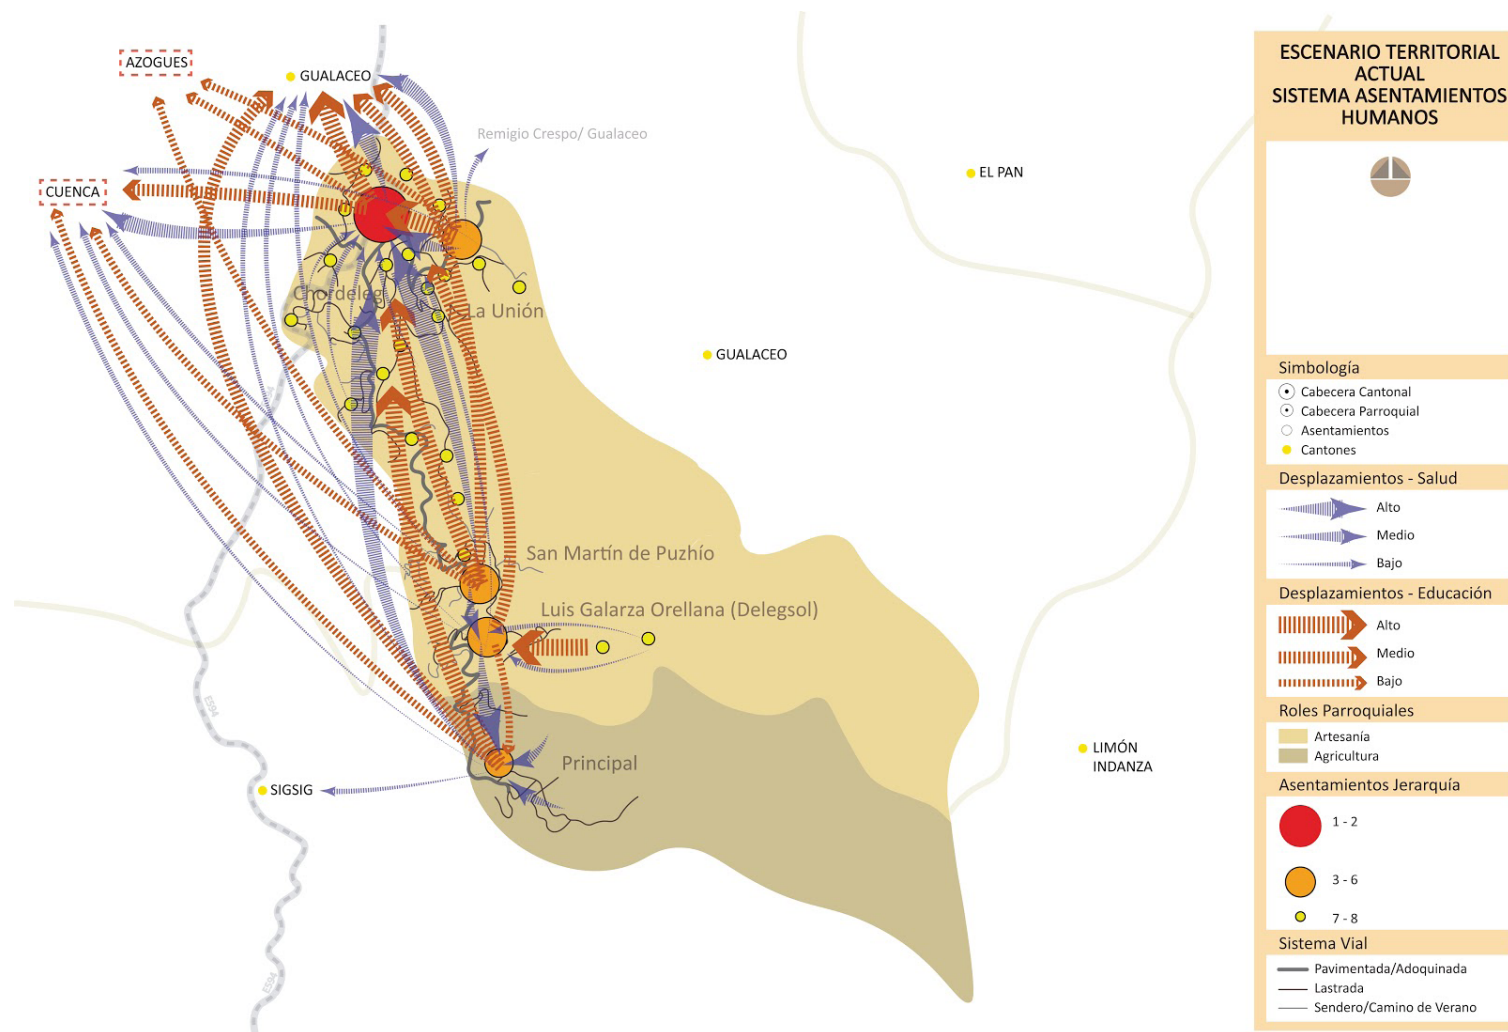 AZOGUES
GUALACEO
CUENCA
Remigio Crespo/ Gualaceo
EL PAN
Chordeleg
La Unión
GUALACEO
San Martín de Puzhío
Luis Galarza Orellana (Delegsol)
Principal
SIGSIG
LIMÓN
INDANZA
E594
E594
ESCENARIO TERRITORIAL
ACTUAL
SISTEMA ASENTAMIENTOS
HUMANOS
Simbología
Cabecera Cantonal
Cabecera Parroquial
Asentamientos
Cantones
Desplazamientos - Salud
Alto
Medio
Bajo
Desplazamientos - Educación
Alto
Medio
Bajo
Roles Parroquiales
Artesanía
Agricultura
Asentamientos Jerarquía
1 - 2
3 - 6
7 - 8
Sistema Vial
Pavimentada/Adoquinada
Lastrada
Sendero/Camino de Verano